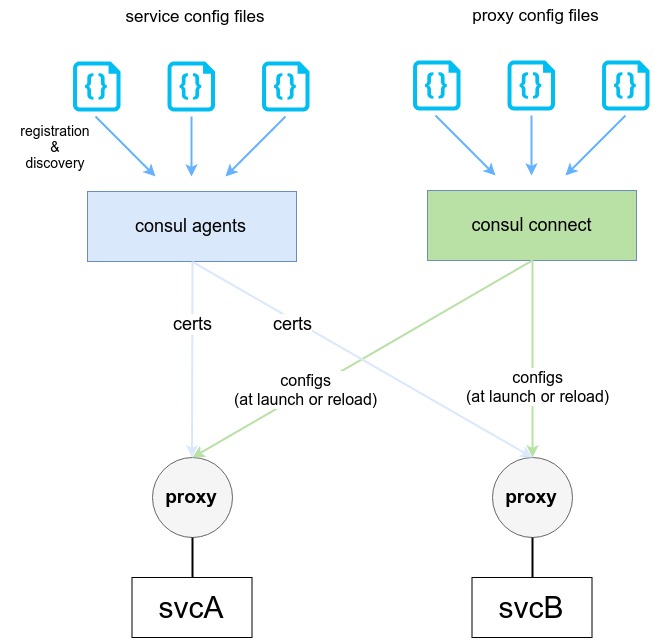 service config files
proxy config files
{}
{}
{}
{}
{}
{}
registration
&
discovery
consul agents
consul connect
certs
certs
configs
(at launch or reload)
configs
(at launch or reload)
proxy
proxy
svcA
svcB